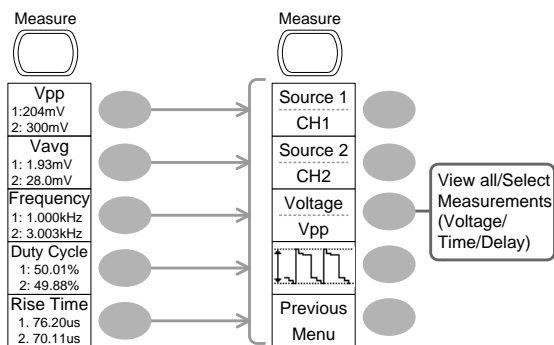 Measure
Vpp
1:204mV
2: 300mV
Vavg
1: 1.93mV
2: 28.0mV
Frequency
1: 1.000kHz
2: 3.003kHz
Duty Cycle
1: 50.01%
2: 49.88%
Rise Time
1. 76.20us
2. 70.11us
Measure
Source 1
CH1
Source 2
CH2
Voltage
Vpp
Previous
Menu
View all/Select
Measurements
(Voltage/
Time/Delay)